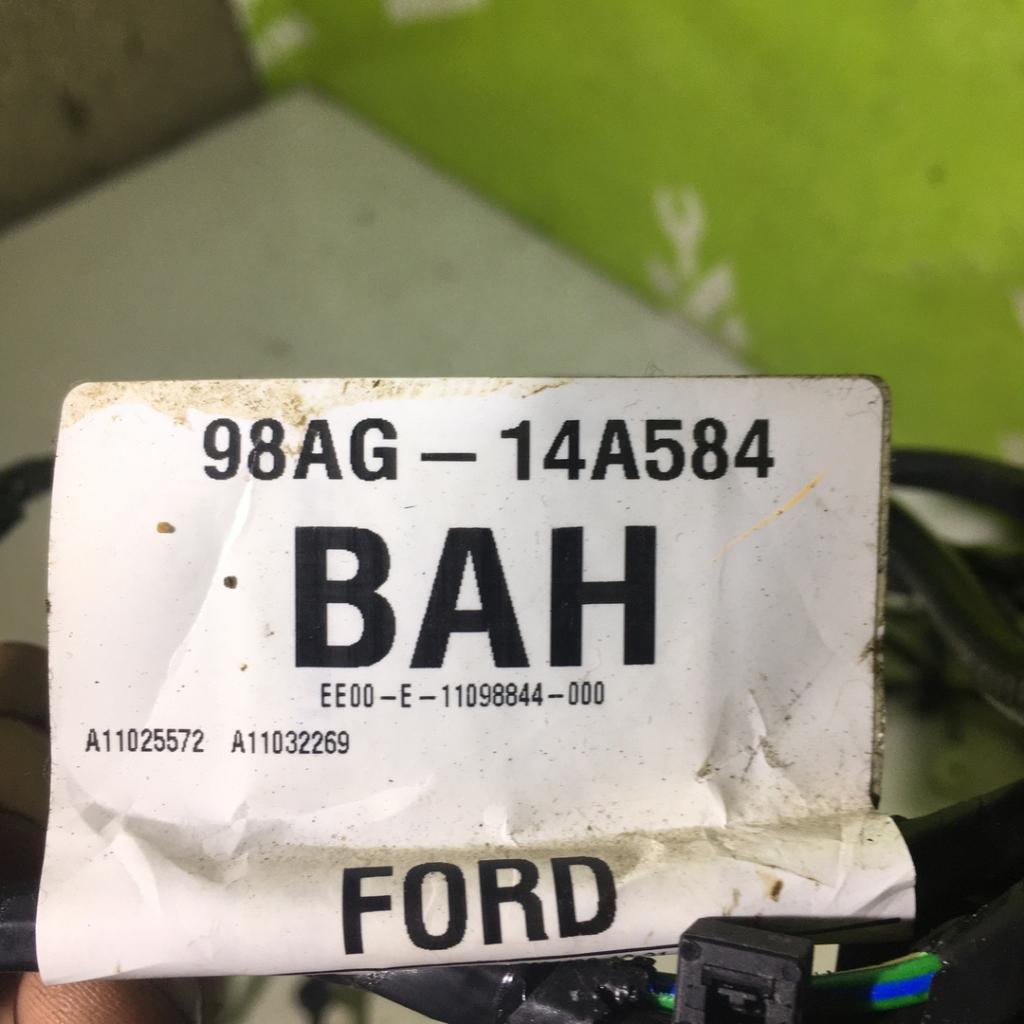 98AG – 14A584
BAH
EE00-E-11098844-000
A11025572 A11032269
FORD